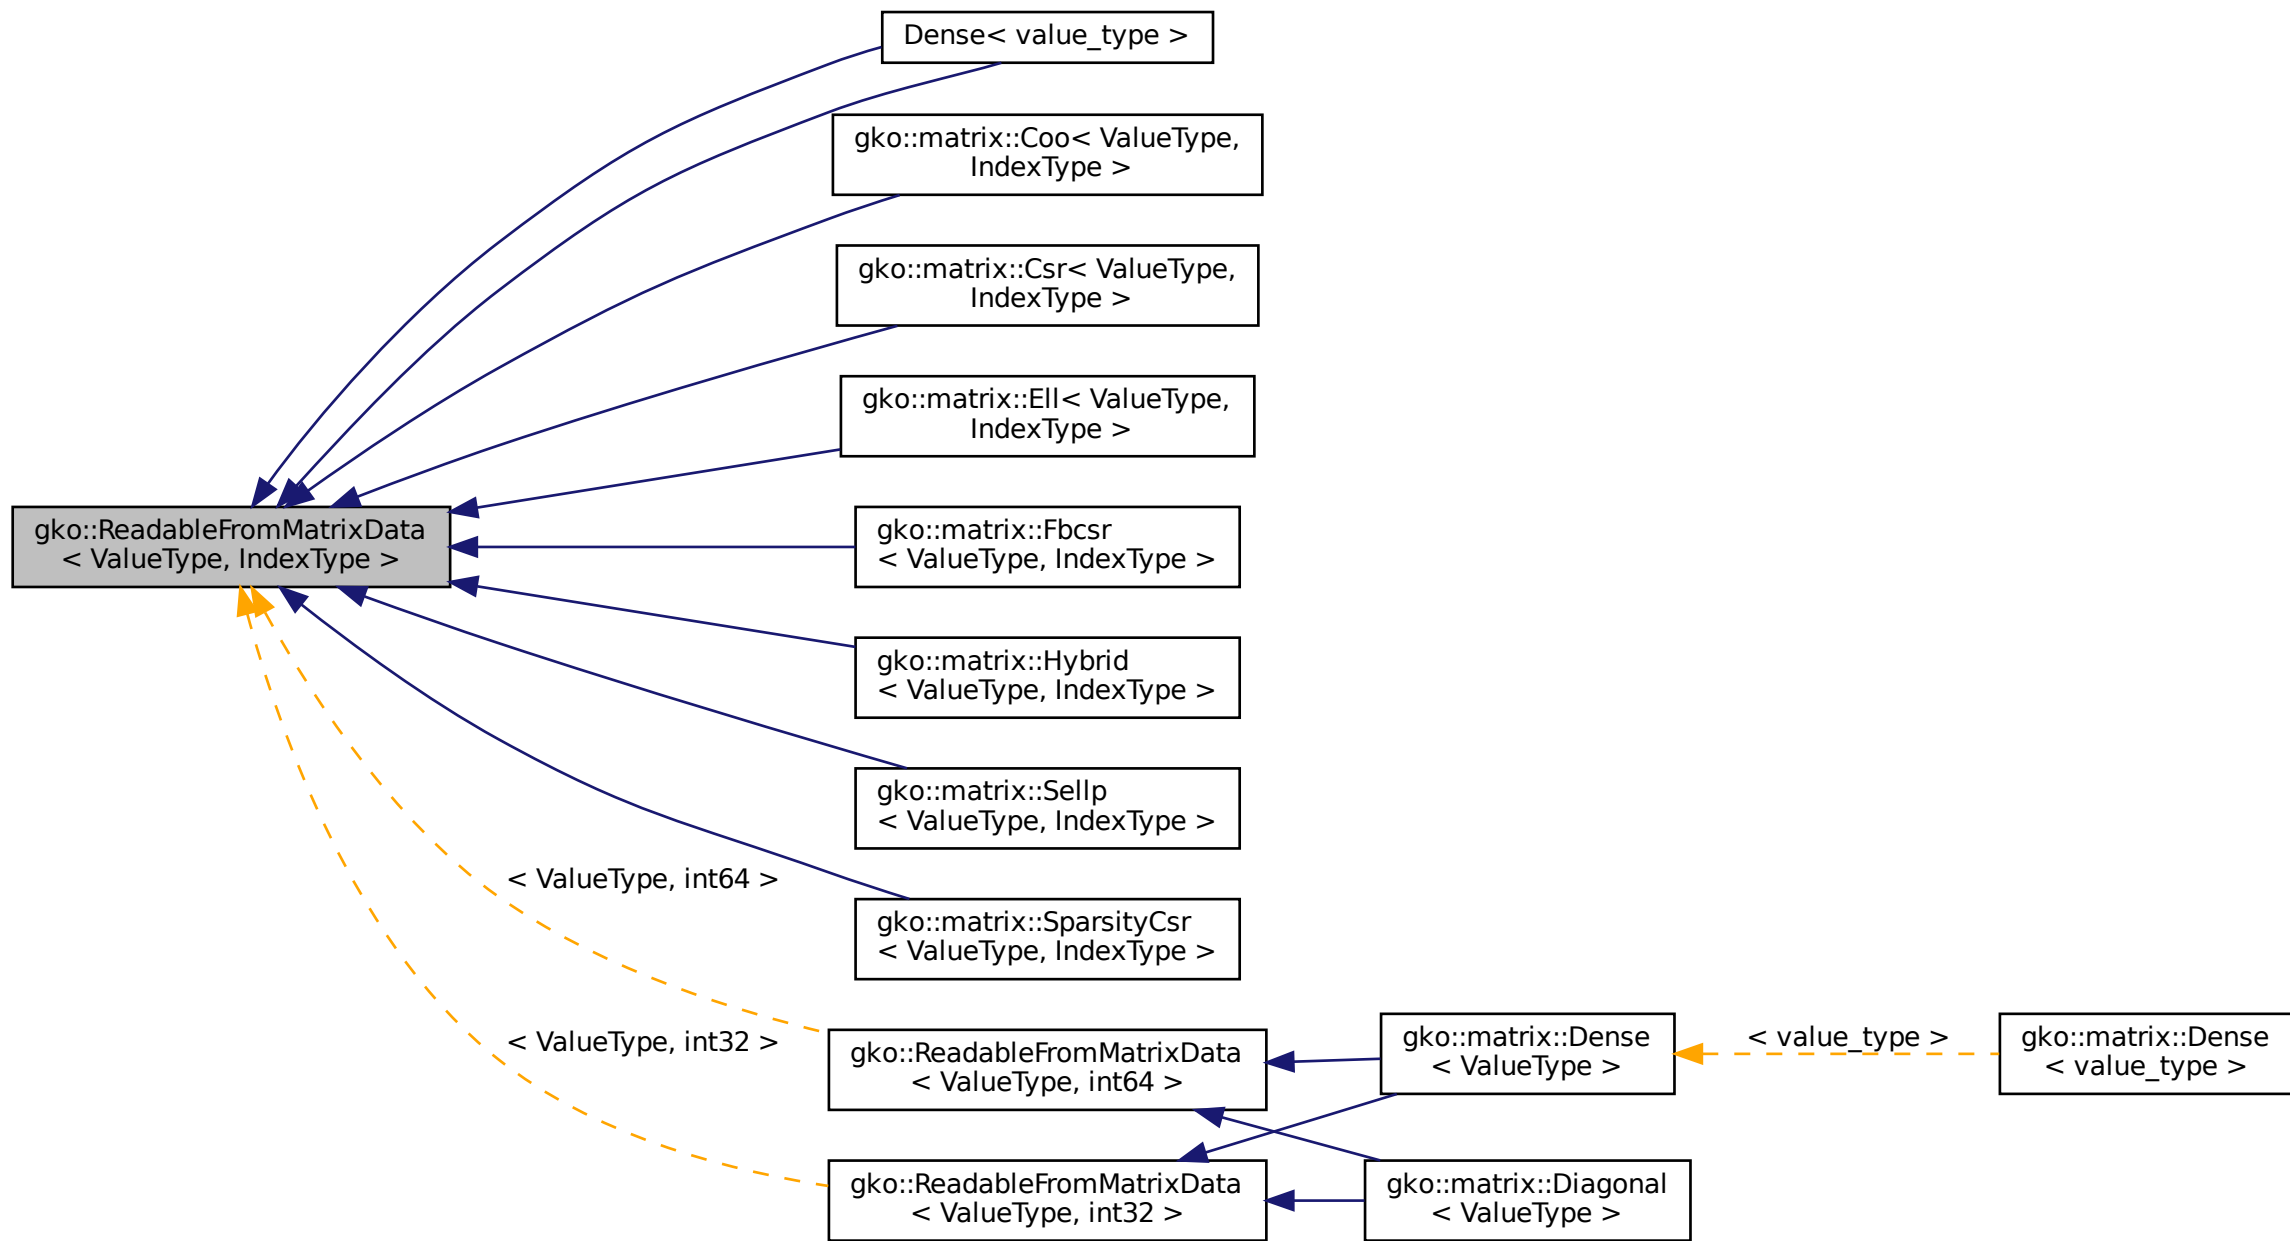 Dense< value_type >
gko::matrix::Coo< ValueType,
IndexType >
gko::matrix::Csr< ValueType,
IndexType >
gko::matrix::Ell< ValueType,
IndexType >
gko::ReadableFromMatrixData
< ValueType, IndexType >
gko::matrix::Fbcsr
< ValueType, IndexType >
gko::matrix::Hybrid
< ValueType, IndexType >
gko::matrix::Sellp
< ValueType, IndexType >
< ValueType, int64 >
gko::matrix::SparsityCsr
< ValueType, IndexType >
< ValueType, int32 >
gko::ReadableFromMatrixData
< ValueType, int64 >
gko::matrix::Dense
< ValueType >
< value_type >
gko::matrix::Dense
< value_type >
gko::ReadableFromMatrixData
< ValueType, int32 >
gko::matrix::Diagonal
< ValueType >